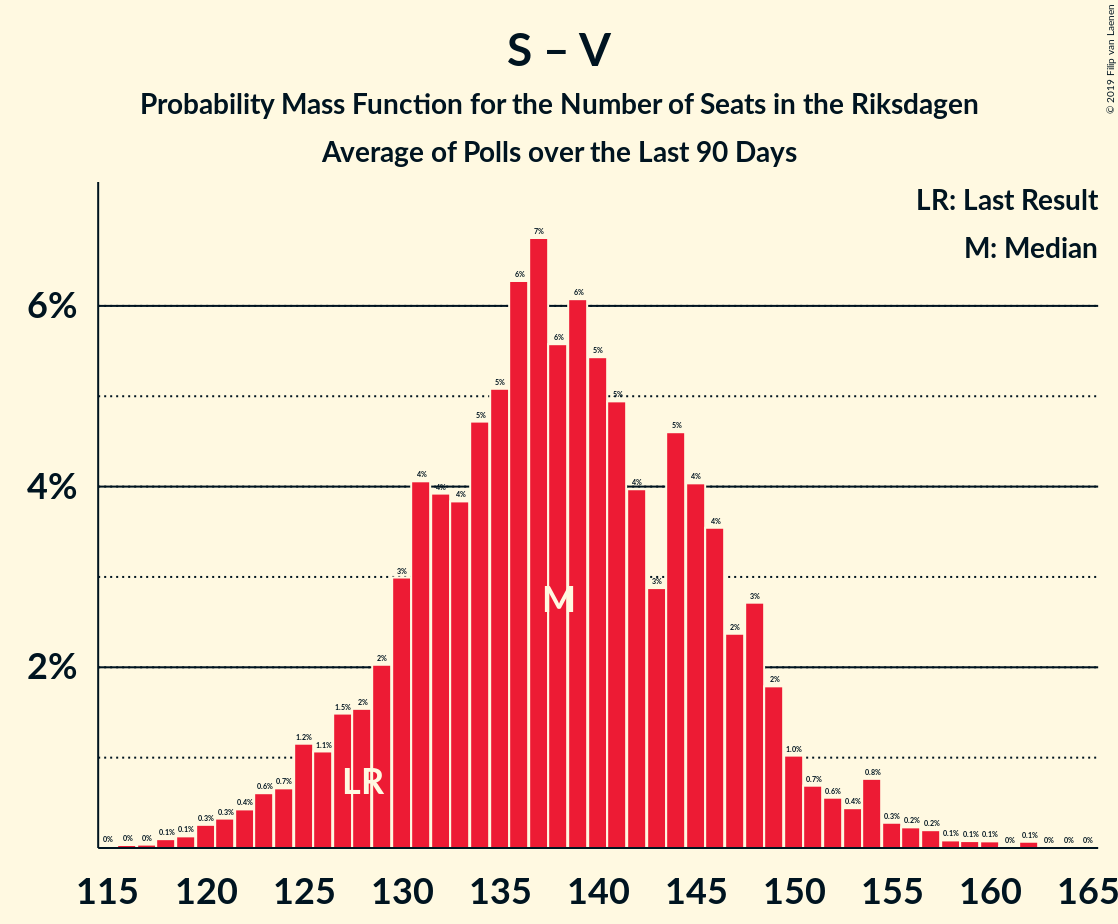 © 2019 Filip van Laenen
S – V
Probability Mass Function for the Number of Seats in the Riksdagen
Average of Polls over the Last 90 Days
LR: Last Result
M: Median
6%
4%
2%
0% 0% 0% 0.1% 0.1% 0.3% 0.3% 0.4% 0.6% 0.7% 1.2% 1.1% 1.5% 2% 2% 3% 4% 4% 4% 5% 5% 6% 7% 6% 6% 5% 5% 4% 3% 5% 4% 4% 2% 3% 2% 1.0% 0.7% 0.6% 0.4% 0.8% 0.3% 0.2% 0.2% 0.1% 0.1% 0.1% 0% 0.1% 0% 0% 0%
M
LR
115 120 125 130 135 140 145 150 155 160 165